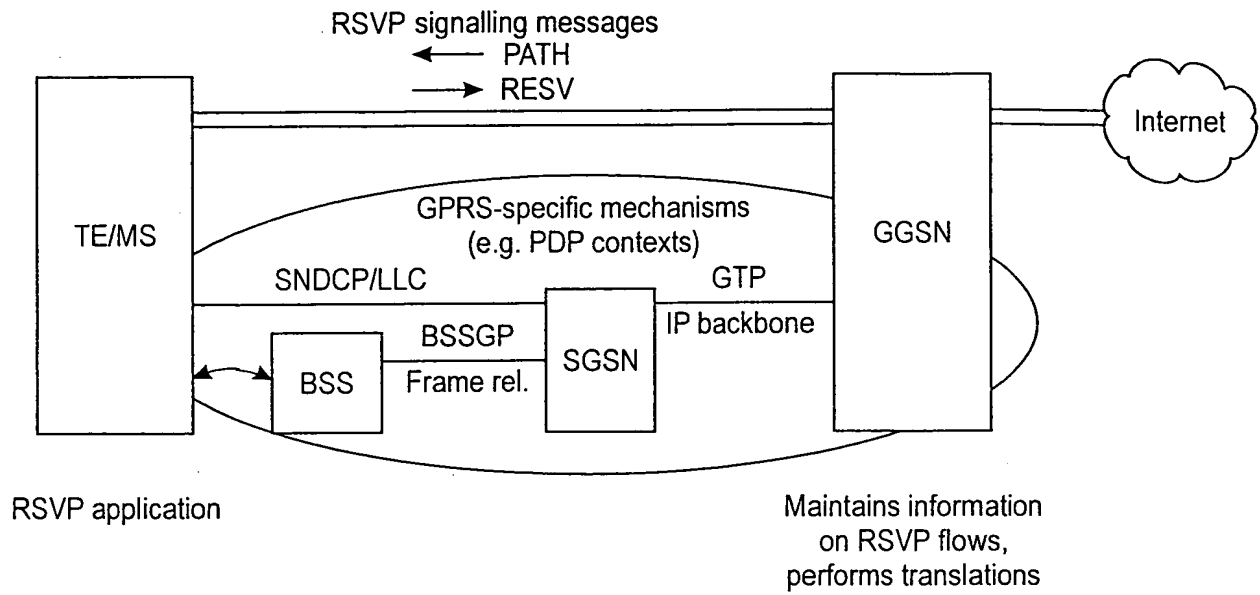 RSVP signalling messages
PATH
RESV
Internet
TE/MS
GPRS-specific mechanisms
(e.g. PDP contexts)
GGSN
SNDCP/LLC
GTP
IP backbone
BSSGP
SGSN
BSS
Frame rel.
RSVP application
Maintains information
on RSVP flows,
performs translations